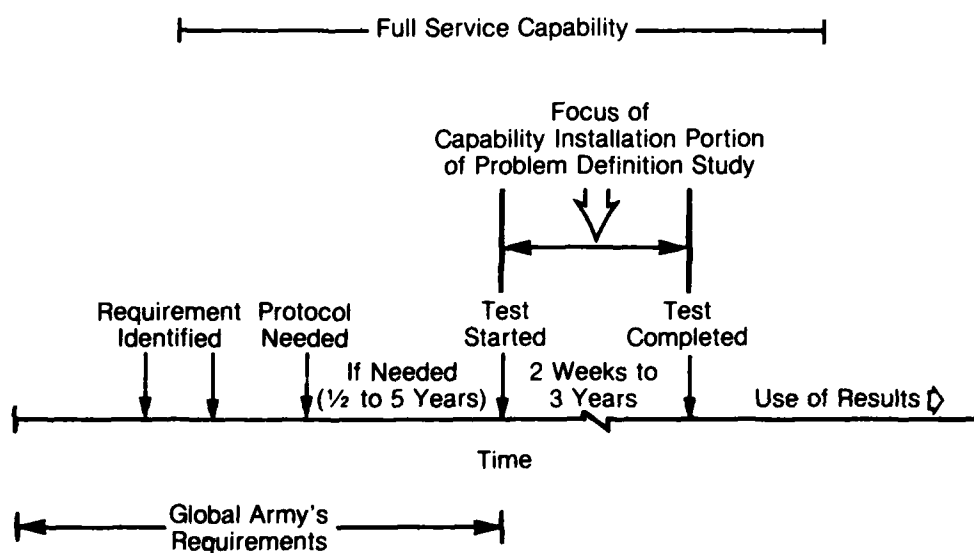 Full Service Capability
Focus of
Capability Installation Portion
of Problem Definition Study
Requirement
Identified
Protocol
Needed
Test
Started
Test
Completed
If Needed
(½ to 5 Years)
2 Weeks to
3 Years
Use of Results
Time
Global Army's
Requirements